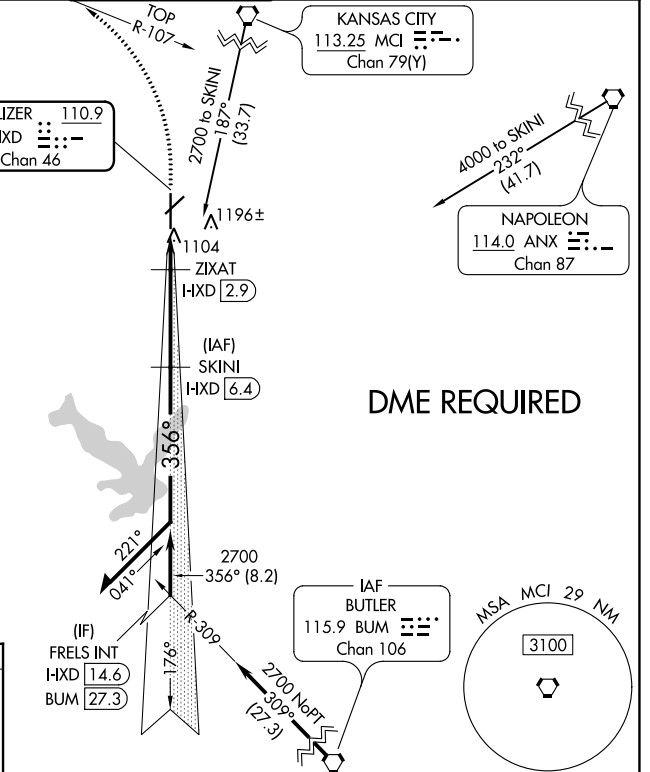 TOP
R-107
KANSAS CITY
113.25 MCI
Chan 79(Y)
2700 to SKINI
187°
(33.7)
LIZER 110.9
IXD
Chan 46
4000 to SKINI
232°
(41.7)
NAPOLEON
114.0 ANX
Chan 87
1196±
1104
ZIXAT
I-IXD 2.9
(IAF)
SKINI
I-IXD 6.4
DME REQUIRED
356°
221°
041°
2700
356° (8.2)
(IF)
FRELS INT
I-IXD 14.6
BUM 27.3
176°
R-309
2700 NoPT
309°
(27.3)
IAF
BUTLER
115.9 BUM
Chan 106
MSA MCI 29 NM
3100